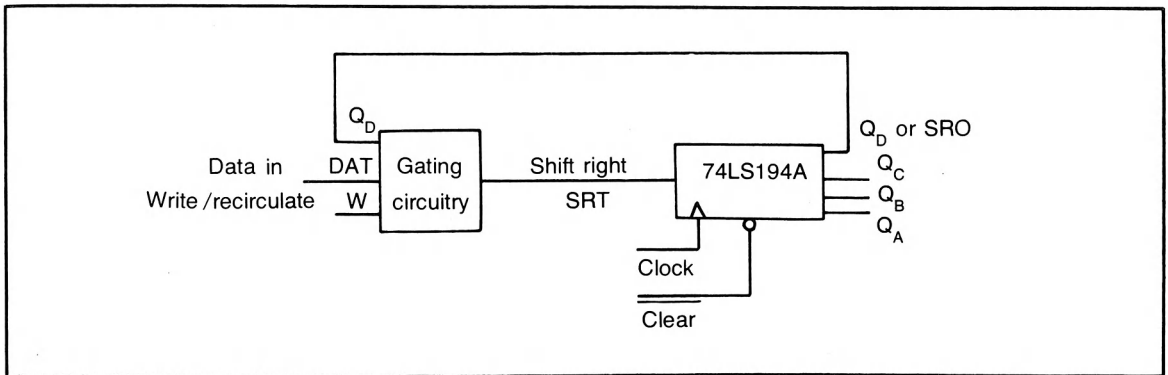 Q_D
Q_D or SRO
Data in DAT Gating Shift right 74LS194A Q_C
Write/recirculate W circuitry SRT Q_B
Q_A
Clock
Clear